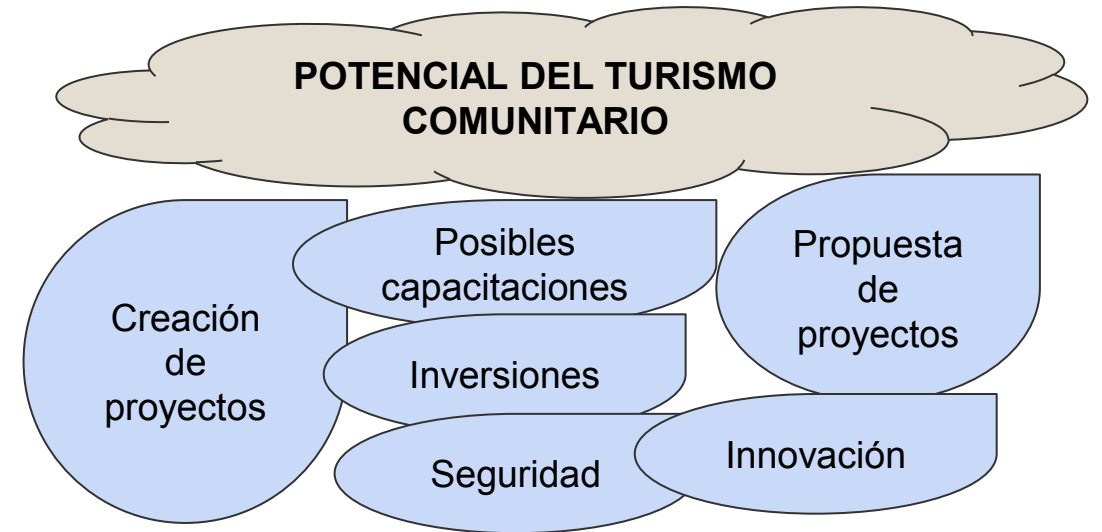 POTENCIAL DEL TURISMO
COMUNITARIO
Creación
de
proyectos
Posibles
capacitaciones
Inversiones
Seguridad
Propuesta
de
proyectos
Innovación